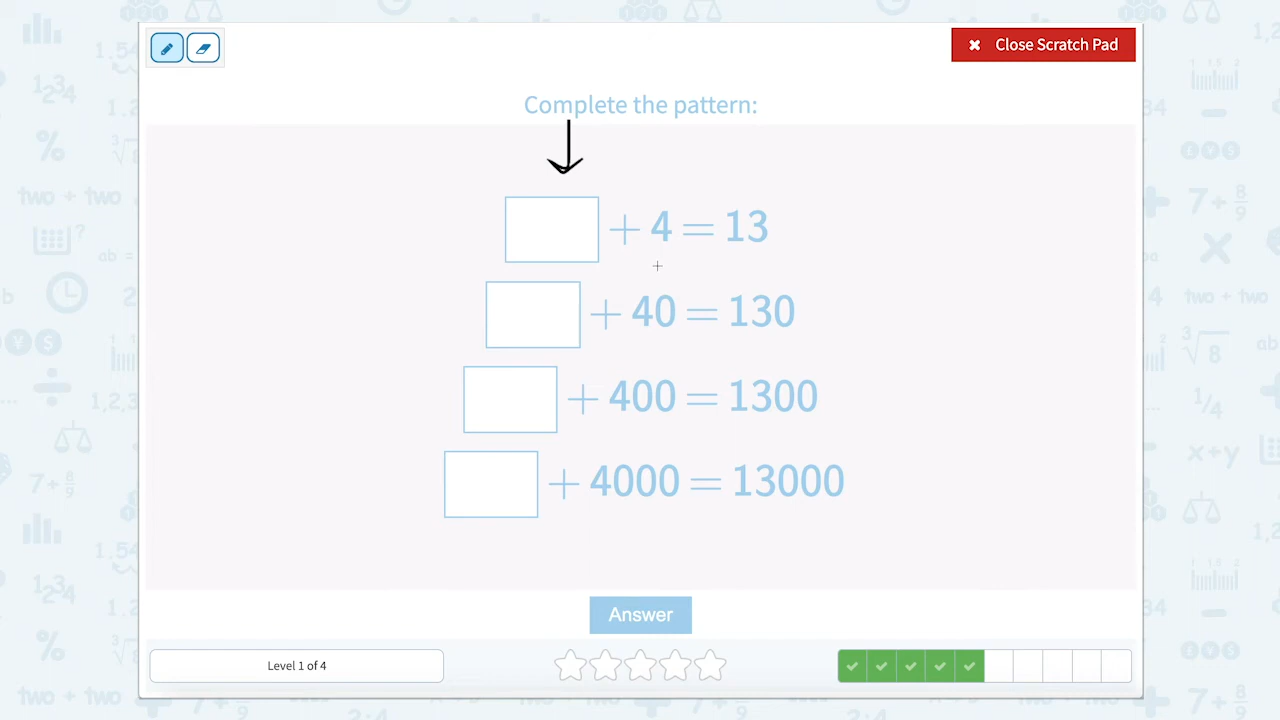 Close Scratch Pad
Complete the pattern:
+ 4 = 13
+ 40 = 130
+ 400 = 1300
+ 4000 = 13000
Answer
Level 1 of 4